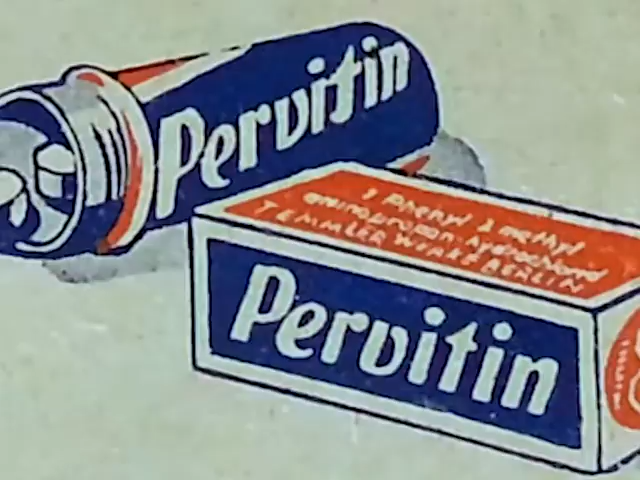 Pervitin
1 Phenyl 2 methyl
aminopropan-hydrochlorid
TEMMLER WERKE BERLIN
Pervitin